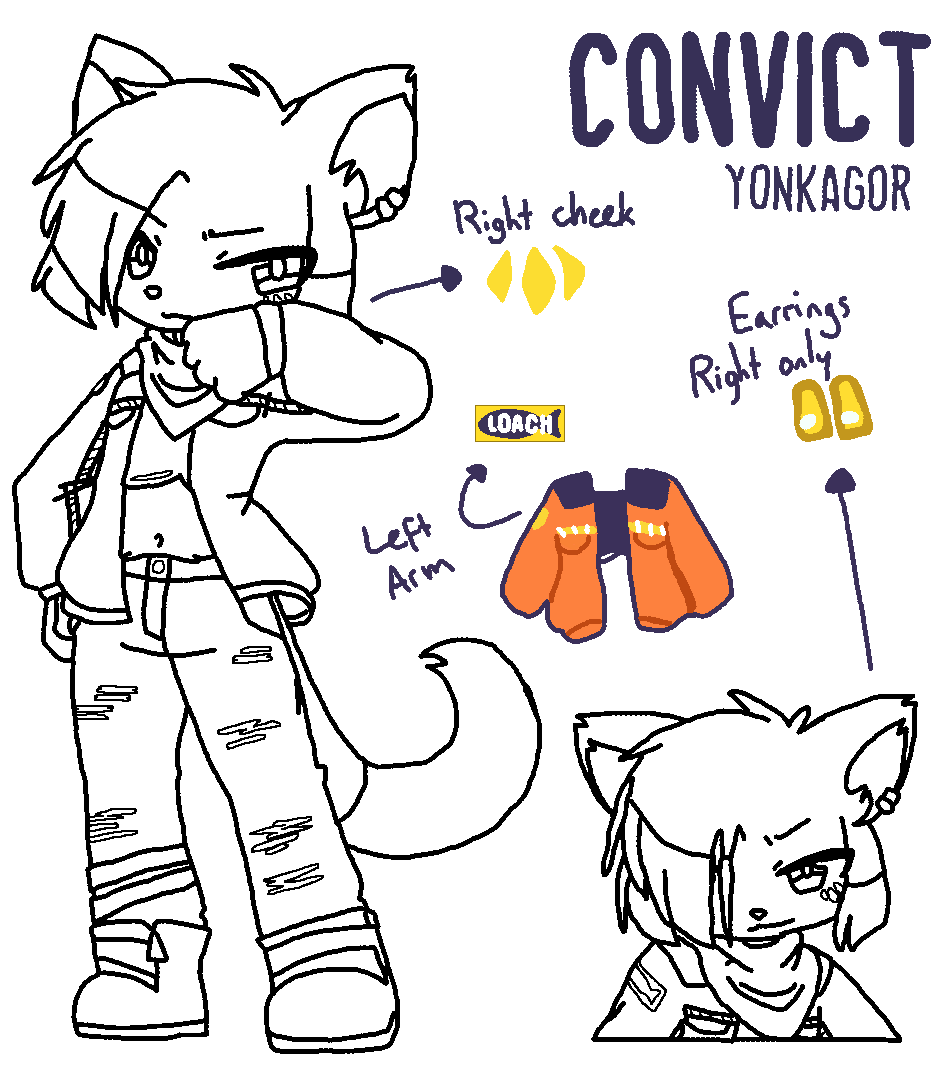 CONVICT
YONKAGOR
Right cheek
Earrings
Right only
LOACH
Left
Arm